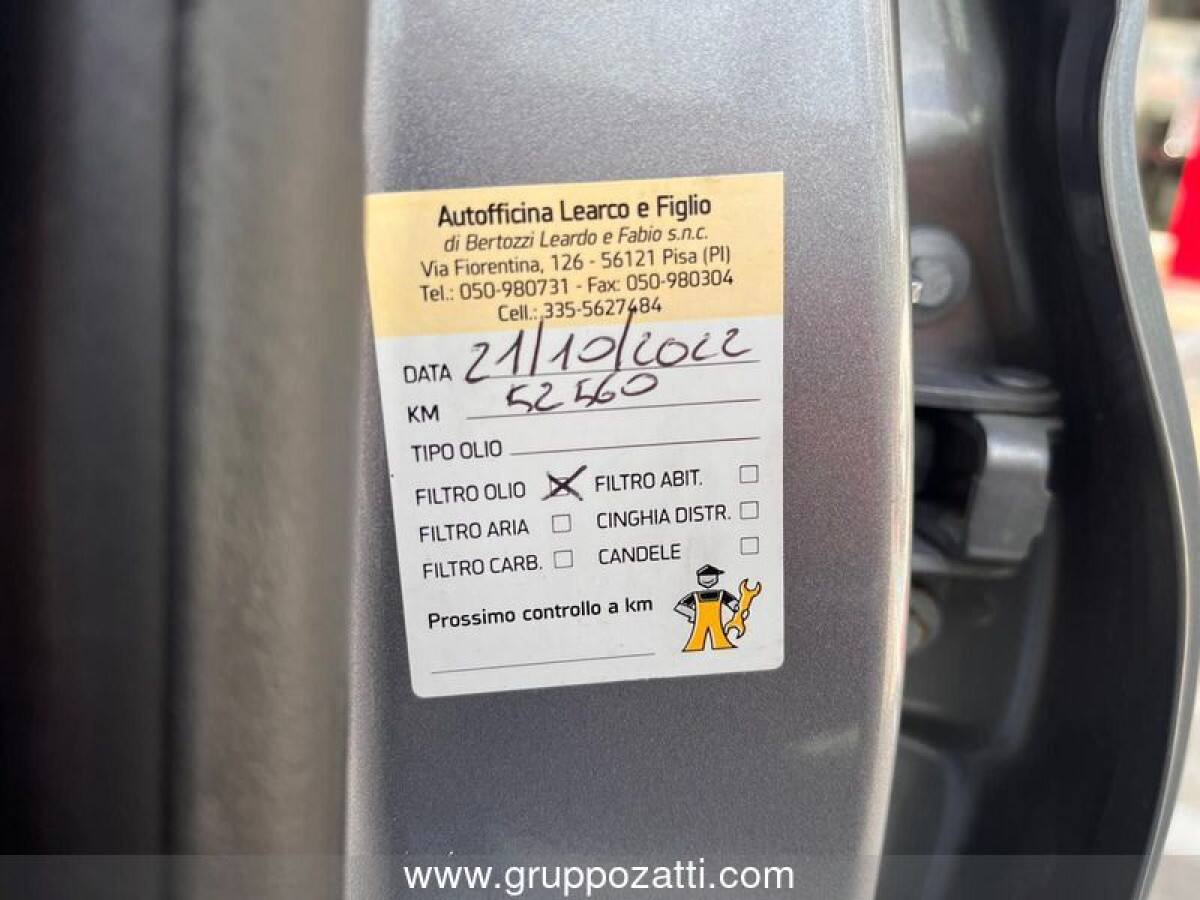 Autofficina Learco e Figlio
di Bertozzi Leardo e Fabio s.n.c.
Via Fiorentina, 126 - 56121 Pisa (PI)
Tel.: 050-980731 - Fax: 050-980304
Cell.: 335-5627484
DATA 21/10/2022
KM 52560
TIPO OLIO
FILTRO OLIO FILTRO ABIT.
FILTRO ARIA CINGHIA DISTR.
FILTRO CARB. CANDELE
Prossimo controllo a km
www.gruppozatti.com